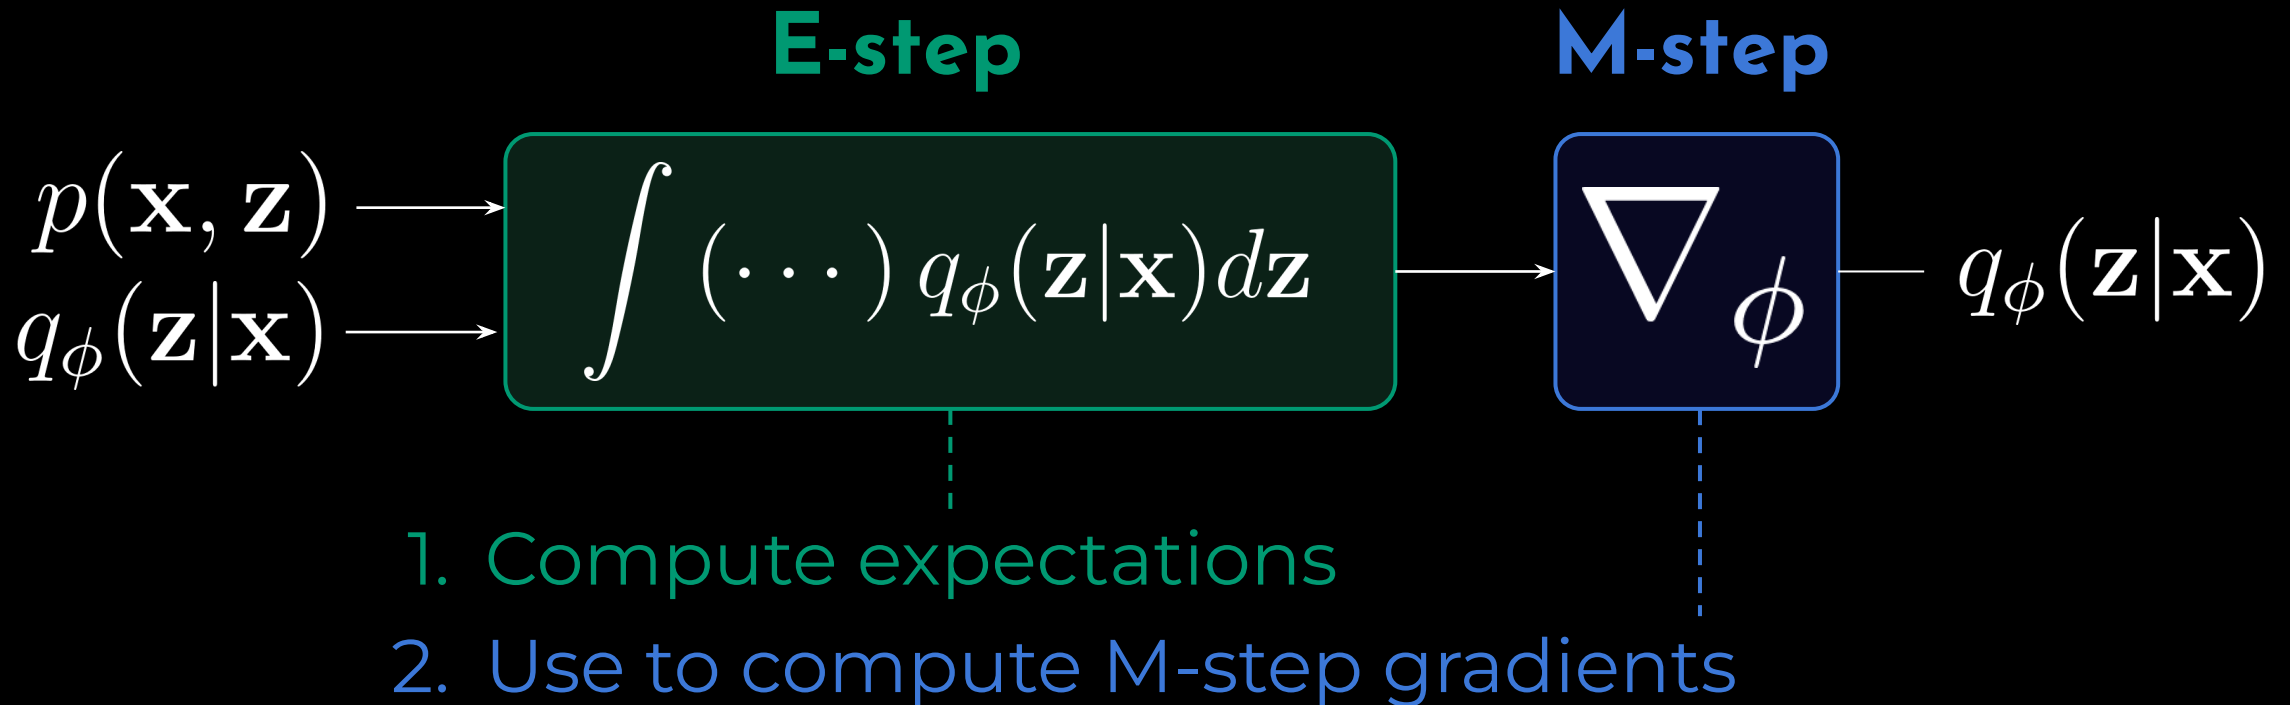 E-step
M-step
p(𝐱, 𝐳)
q_ϕ(𝐳|𝐱)
∫ (⋯) q_ϕ(𝐳|𝐱)d𝐳
∇_ϕ
q_ϕ(𝐳|𝐱)
1. Compute expectations
2. Use to compute M-step gradients